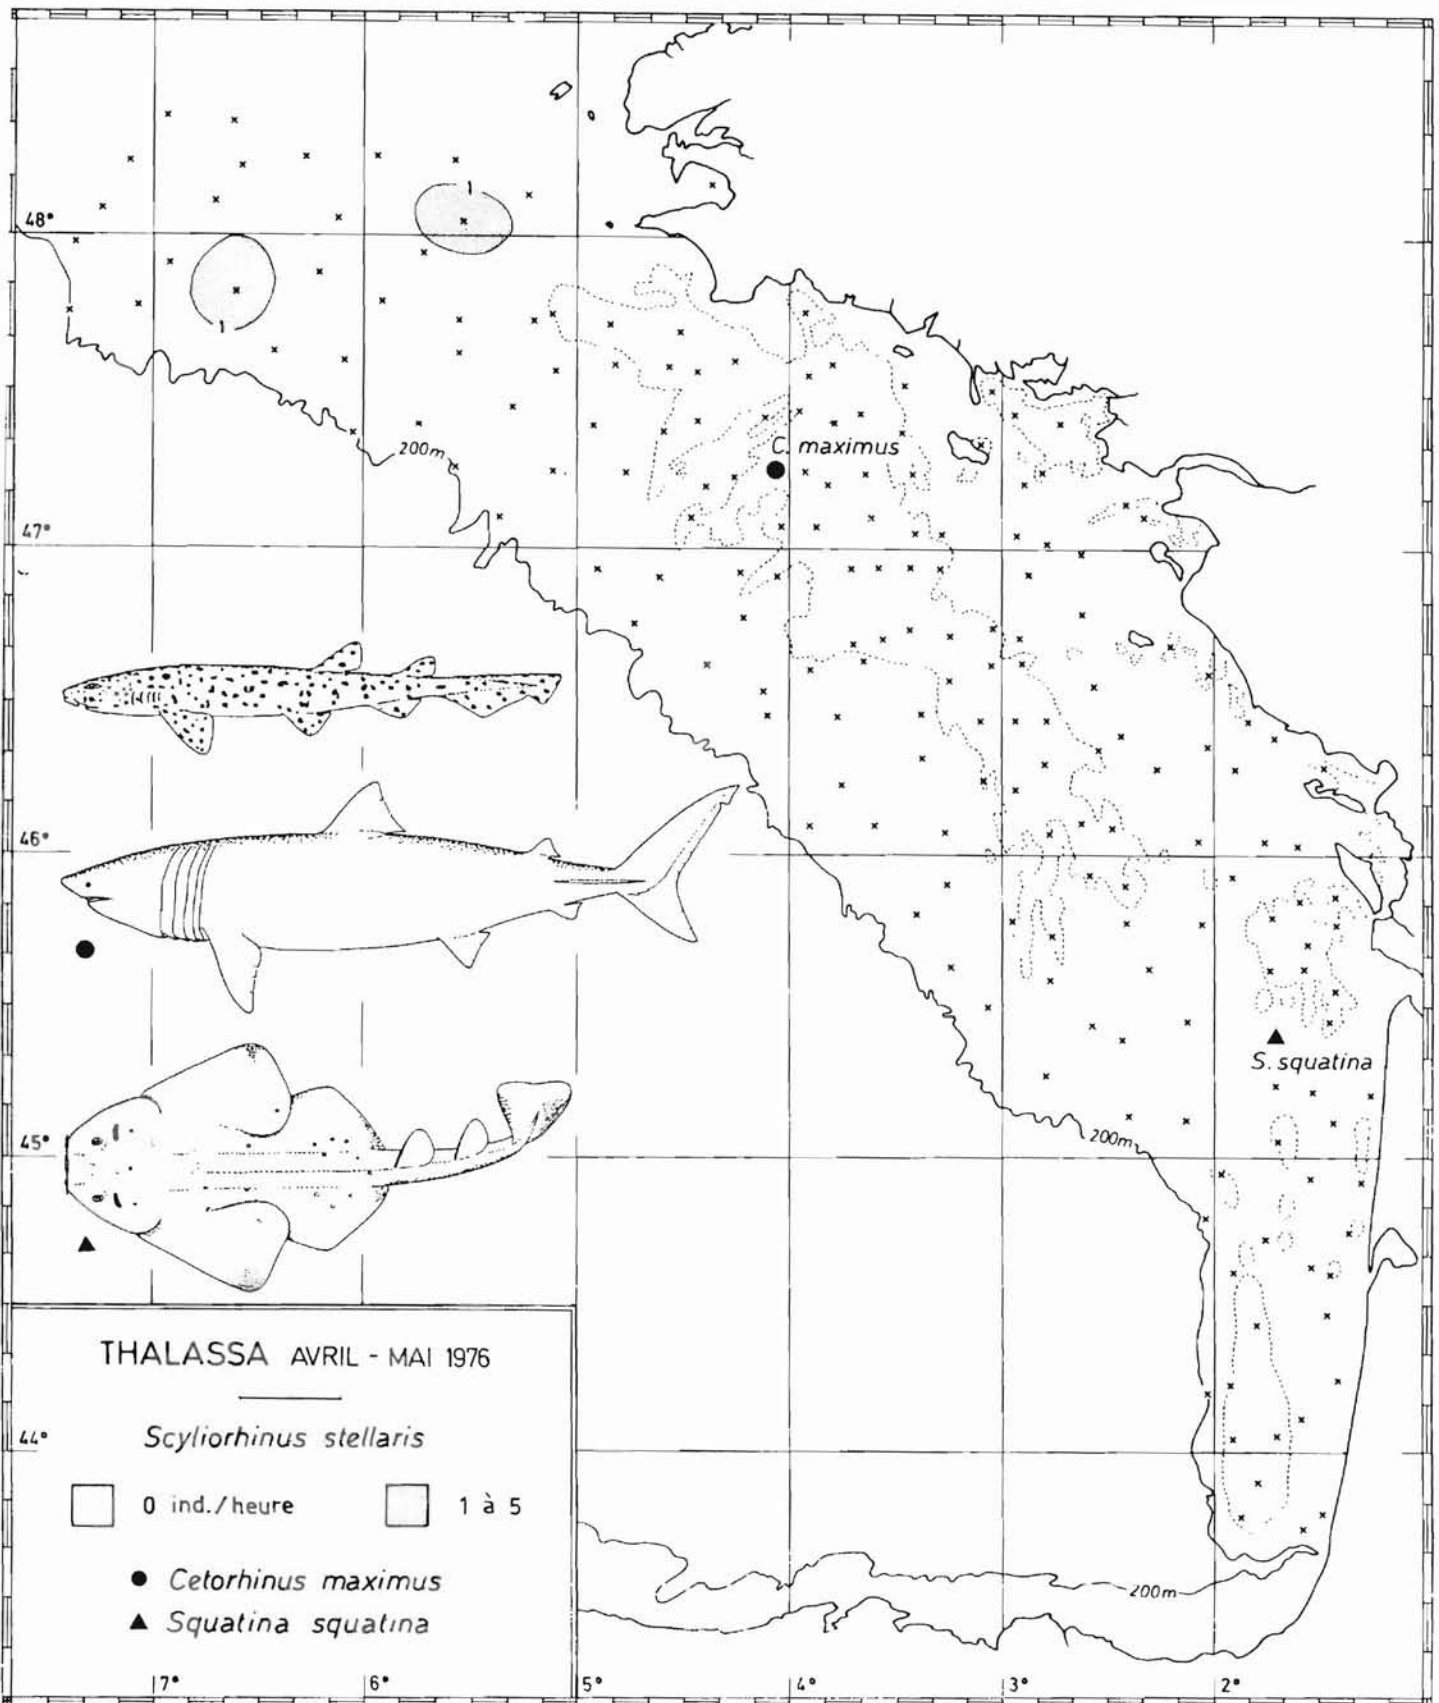 1
48°
1
C. maximus
200m
47°
46°
S. squatina
200m
45°
THALASSA AVRIL - MAI 1976
Scyliorhinus stellaris
44°
0 ind./heure 1 à 5
Cetorhinus maximus
200m
Squatina squatina
7° 6° 5° 4° 3° 2°